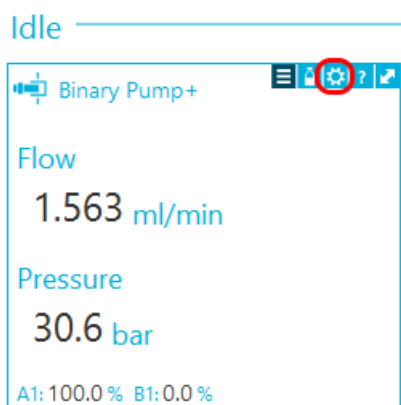 Idle
Binary Pump+ ?
Flow
1.563 ml/min
Pressure
30.6 bar
A1: 100.0 % B1: 0.0 %